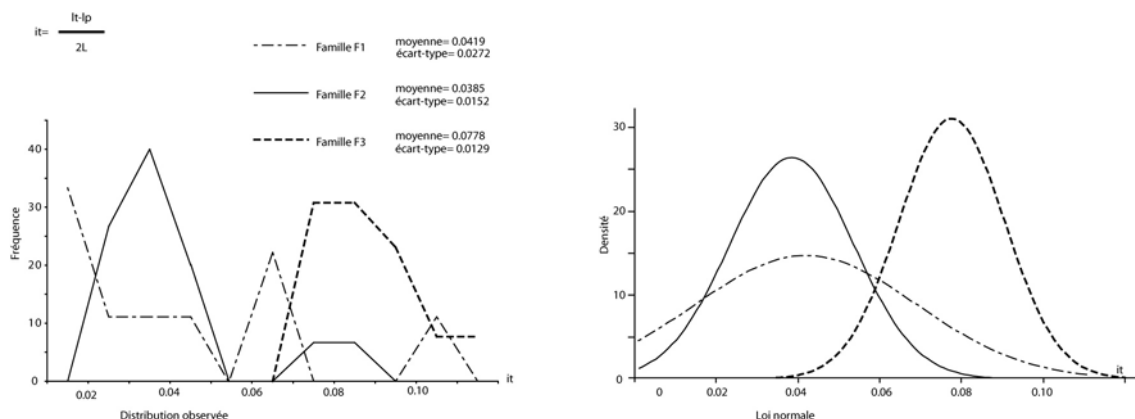 it= lt-lp
2L
Famille F1
moyenne= 0.0419
écart-type= 0.0272
Famille F2
moyenne= 0.0385
écart-type= 0.0152
Famille F3
moyenne= 0.0778
écart-type= 0.0129
Fréquence
40
30
20
10
0
0.02
0.04
0.06
0.08
0.10
it
Distribution observée
Densité
30
20
10
0
0
0.02
0.04
0.06
0.08
0.10
it
Loi normale